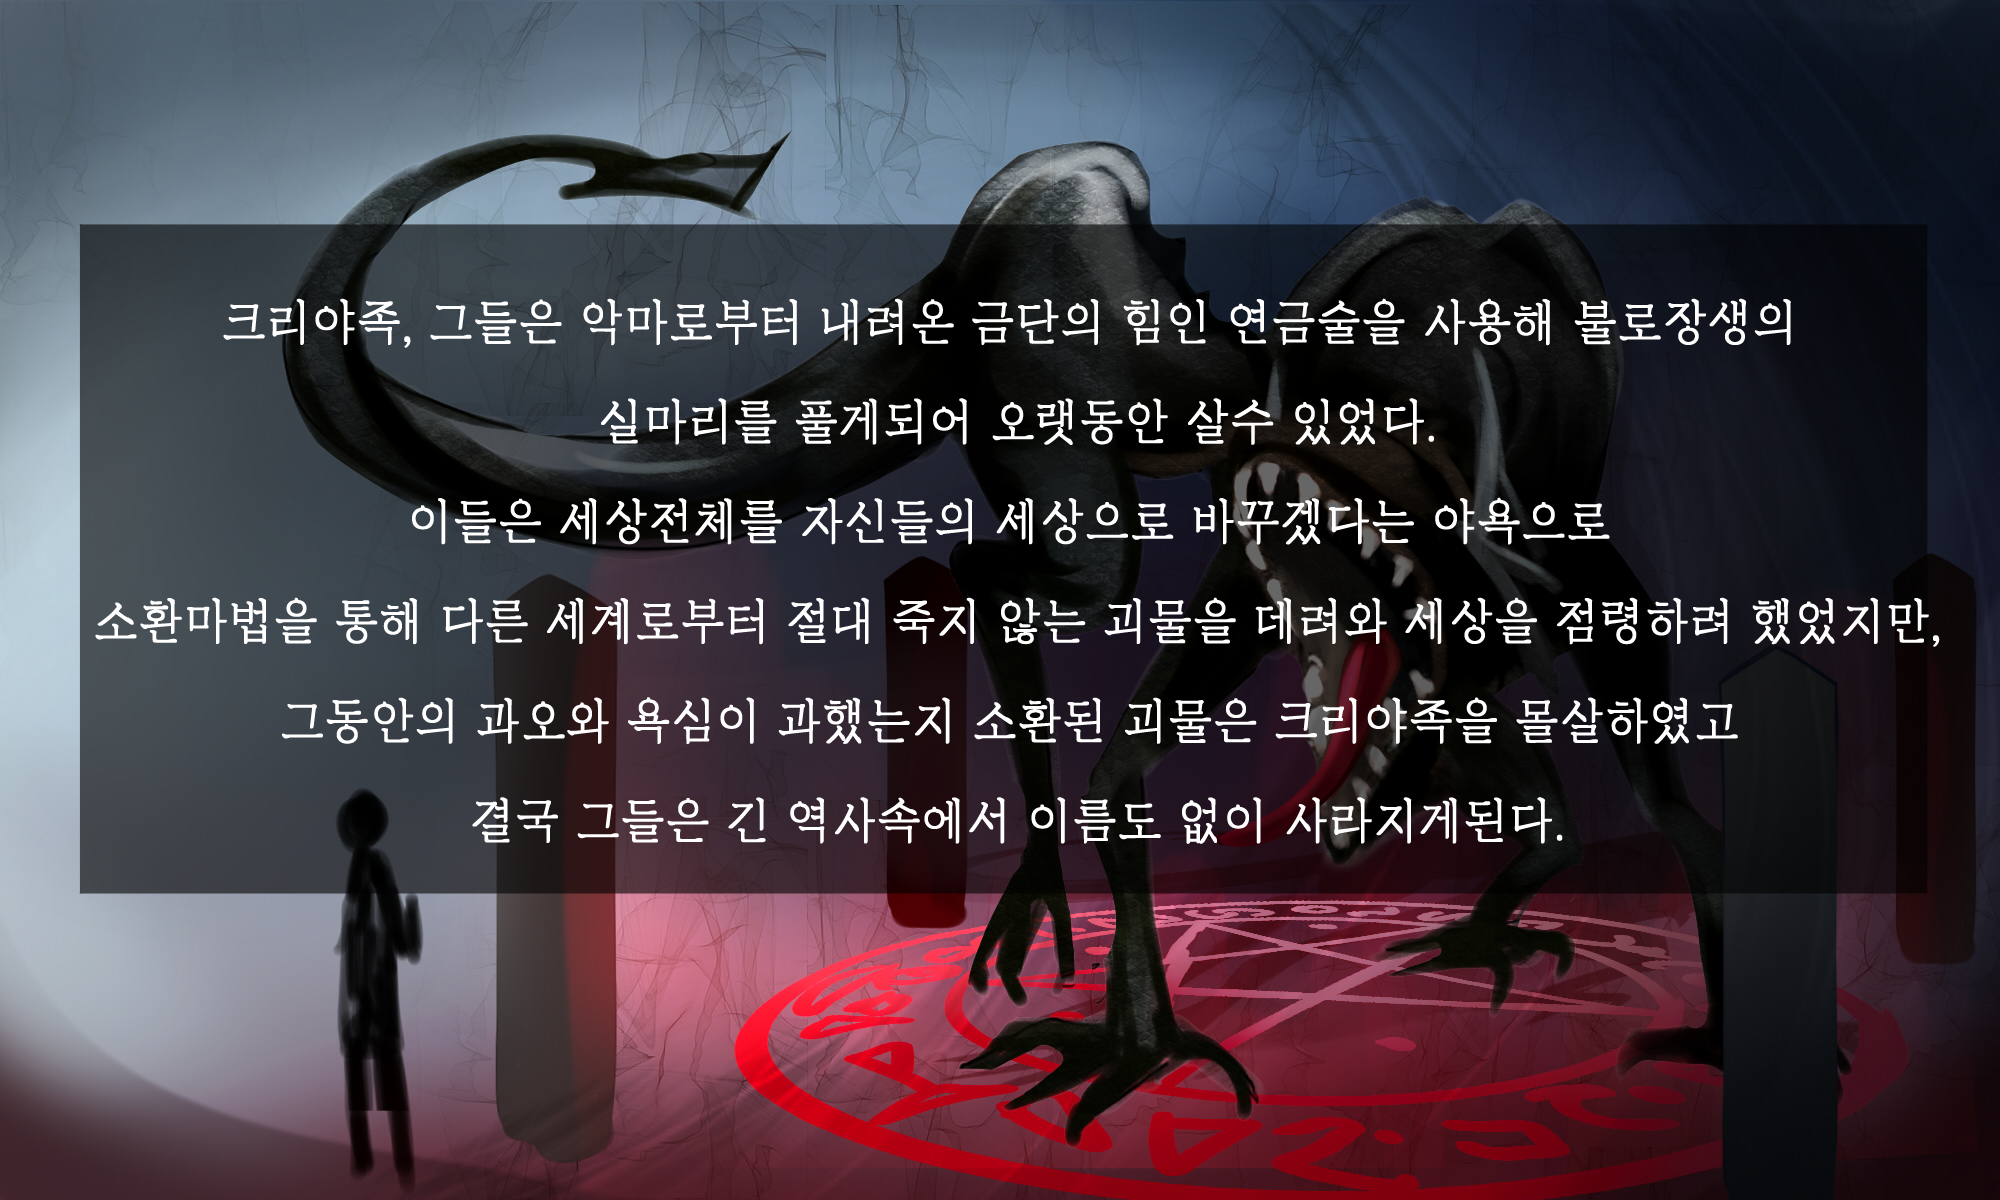 크리야족, 그들은 악마로부터 내려온 금단의 힘인 연금술을 사용해 불로장생의
실마리를 풀게되어 오랫동안 살수 있었다.
이들은 세상전체를 자신들의 세상으로 바꾸겠다는 야욕으로
소환마법을 통해 다른 세계로부터 절대 죽지 않는 괴물을 데려와 세상을 점령하려 했었지만,
그동안의 과오와 욕심이 과했는지 소환된 괴물은 크리야족을 몰살하였고
결국 그들은 긴 역사속에서 이름도 없이 사라지게된다.